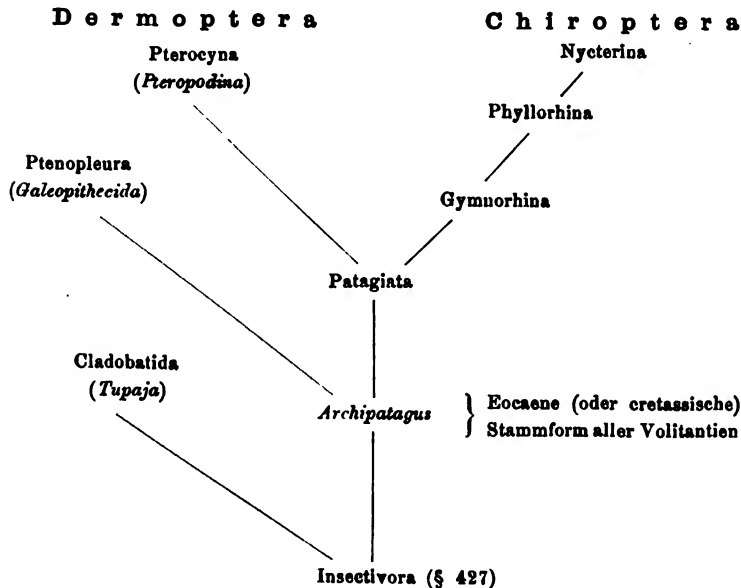 Dermoptera
Chiroptera
Pterocyna
(Pteropodina)
Nycterina
Phyllorhina
Ptenopleura
(Galeopithecida)
Gymnorhina
Patagiata
Cladobatida
(Tupaja)
Archipatagus
} Eocaene (oder cretassische)
Stammform aller Volitantien
Insectivora (§ 427)